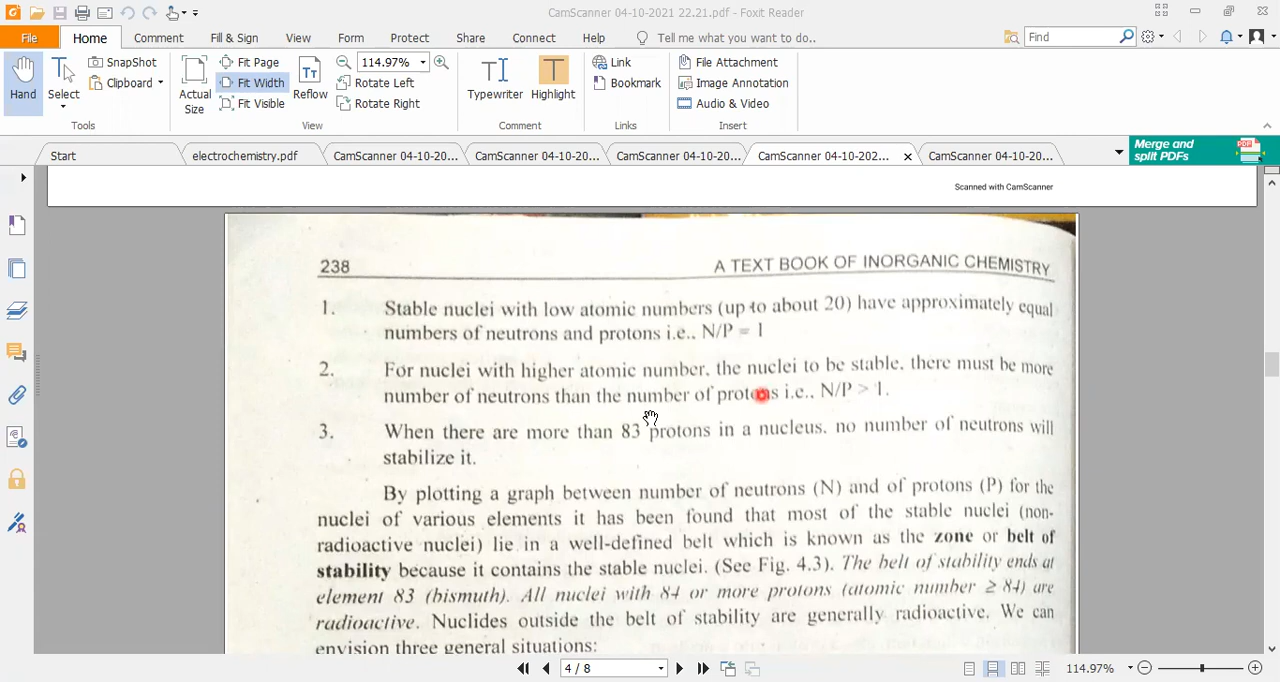 CamScanner 04-10-2021 22.21.pdf - Foxit Reader
File Home Comment Fill & Sign View Form Protect Share Connect Help Tell me what you want to do.. Find
Hand
Select
SnapShot
Clipboard
Tools
Actual Size
Fit Page
Fit Width
Fit Visible
Reflow
114.97%
Rotate Left
Rotate Right
View
Typewriter
Highlight
Comment
Link
Bookmark
Links
File Attachment
Image Annotation
Audio & Video
Insert
Start electrochemistry.pdf CamScanner 04-10-20... CamScanner 04-10-20... CamScanner 04-10-20... CamScanner 04-10-202... CamScanner 04-10-20...
Merge and
split PDFs
PDF
Scanned with CamScanner
238 A TEXT BOOK OF INORGANIC CHEMISTRY
1. Stable nuclei with low atomic numbers (up to about 20) have approximately equal
numbers of neutrons and protons i.e.. N/P = 1
2. For nuclei with higher atomic number, the nuclei to be stable, there must be more
number of neutrons than the number of protons i.e., N/P > 1.
3. When there are more than 83 protons in a nucleus, no number of neutrons will
stabilize it.
By plotting a graph between number of neutrons (N) and of protons (P) for the
nuclei of various elements it has been found that most of the stable nuclei (non-
radioactive nuclei) lie in a well-defined belt which is known as the zone or belt of
stability because it contains the stable nuclei. (See Fig. 4.3). The belt of stability ends at
element 83 (bismuth). All nuclei with 84 or more protons (atomic number ≥ 84) are
radioactive. Nuclides outside the belt of stability are generally radioactive. We can
envision three general situations:
4 / 8
114.97%